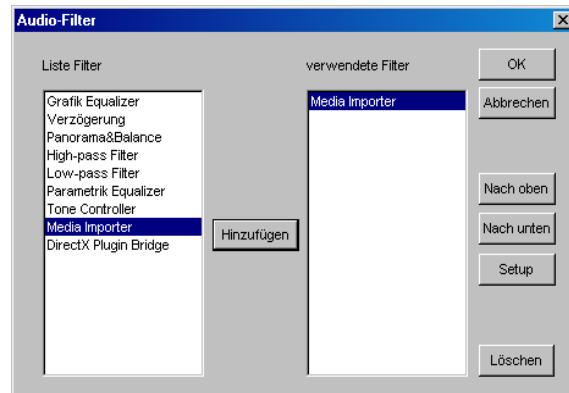 Audio-Filter
Liste Filter
Grafik Equalizer
Verzögerung
Panorama&Balance
High-pass Filter
Low-pass Filter
Parametrik Equalizer
Tone Controller
Media Importer
DirectX Plugin Bridge
Hinzufügen
verwendete Filter
Media Importer
OK
Abbrechen
Nach oben
Nach unten
Setup
Löschen